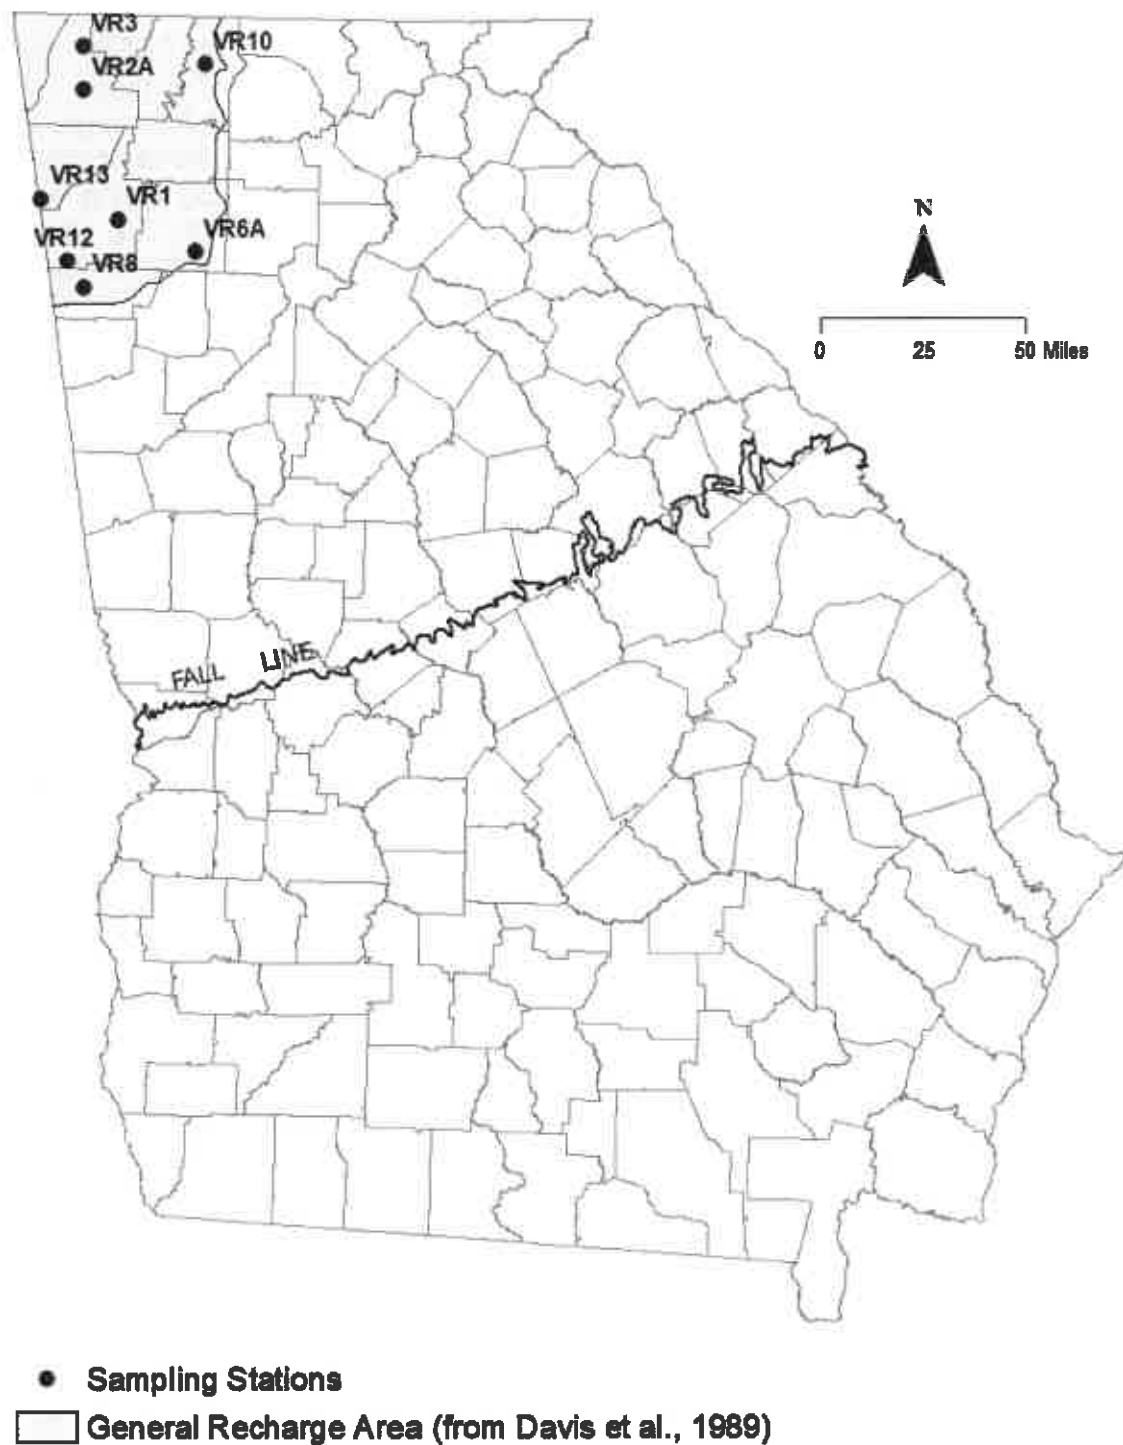 VR3
VR10
VR2A
VR13
VR1
VR12
VR6A
VR8
N
0 25 50 Miles
FALL LINE
Sampling Stations
General Recharge Area (from Davis et al., 1989)